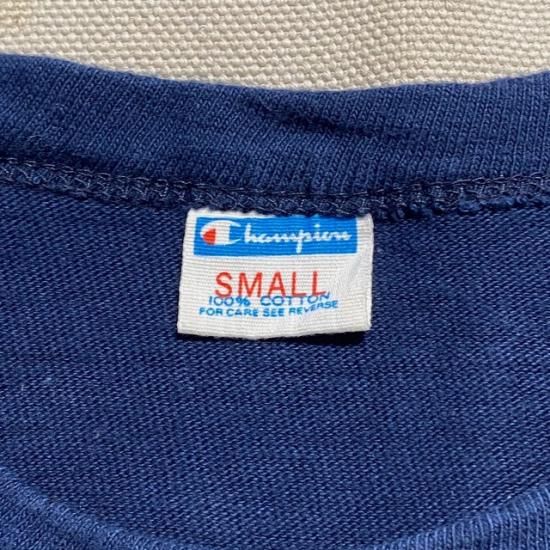 Champion
SMALL
100% COTTON
FOR CARE SEE REVERSE